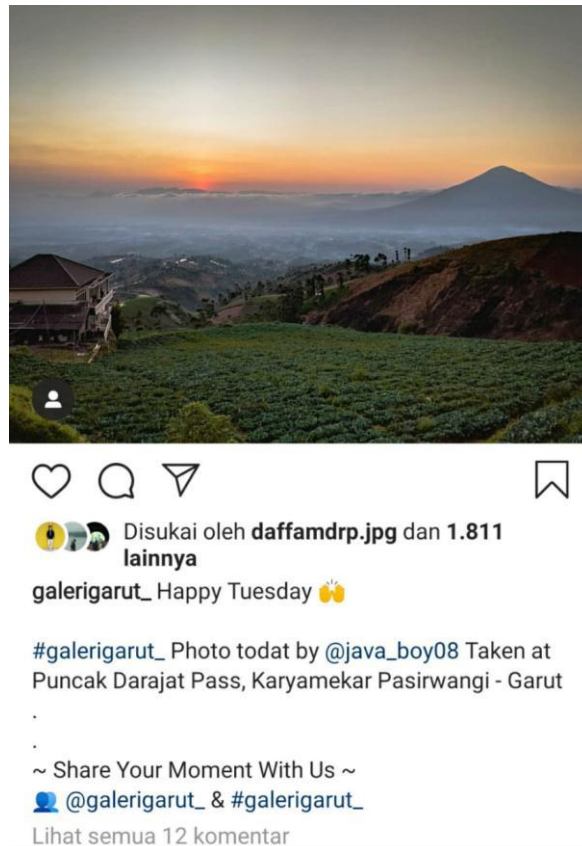 Disukai oleh daffamdrp.jpg dan 1.811
lainnya
galerigarut_ Happy Tuesday 🙌
#galerigarut_ Photo todat by @java_boy08 Taken at
Puncak Darajat Pass, Karyamekar Pasirwangi - Garut
.
.
~ Share Your Moment With Us ~
👥 @galerigarut_ & #galerigarut_
Lihat semua 12 komentar